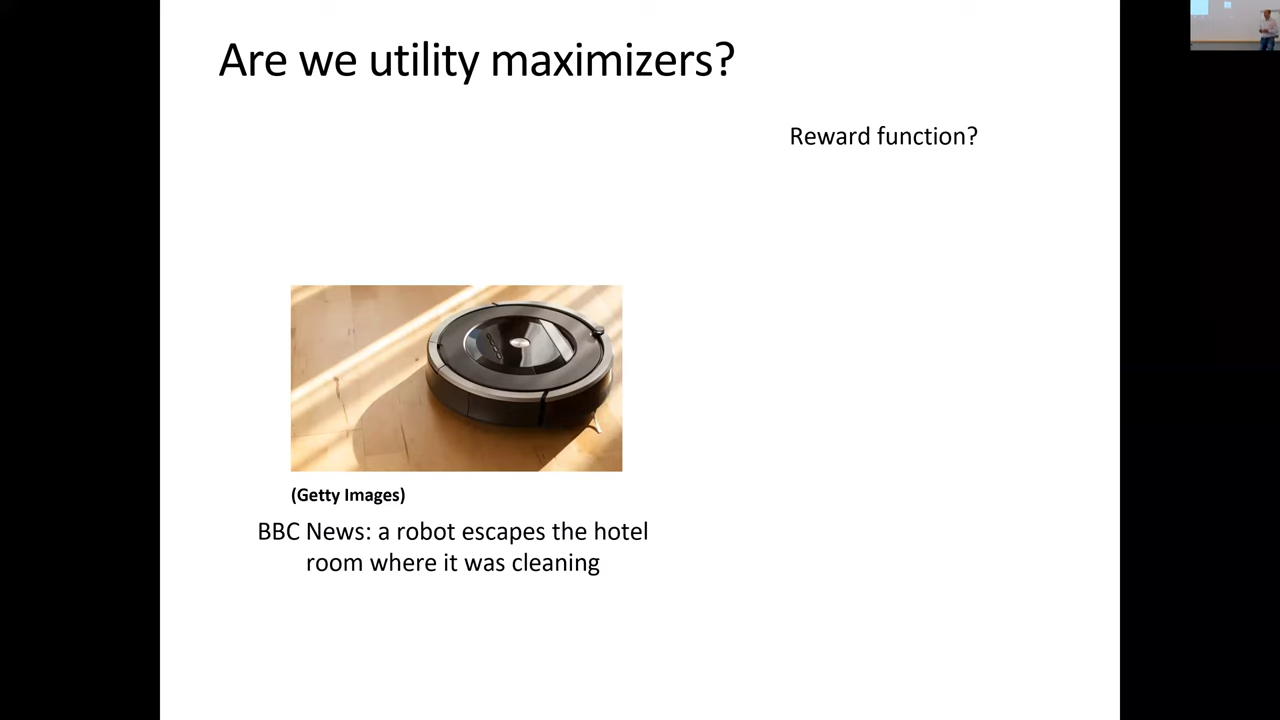 Are we utility maximizers?
Reward function?
(Getty Images)
BBC News: a robot escapes the hotel
room where it was cleaning